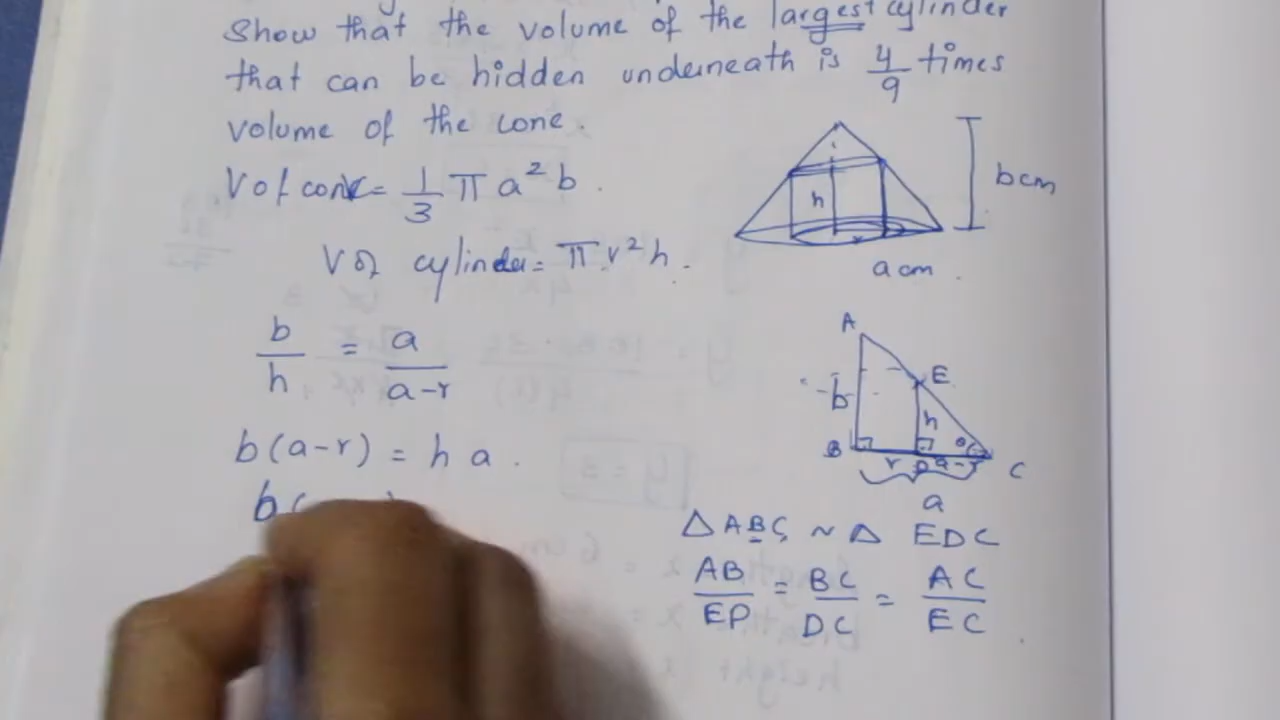 Show that the volume of the largest cylinder
that can be hidden underneath is 4/9 times
volume of the cone.
V of cone = 1/3 π a² b.
V of cylinder = π r² h.
b/h = a/(a-r)
b(a-r) = h a.
b(
h
r
b cm
a cm
A
E
b
h
B
r
D
a-r
C
a
△ ABC ~ △ EDC
AB/ED = BC/DC = AC/EC